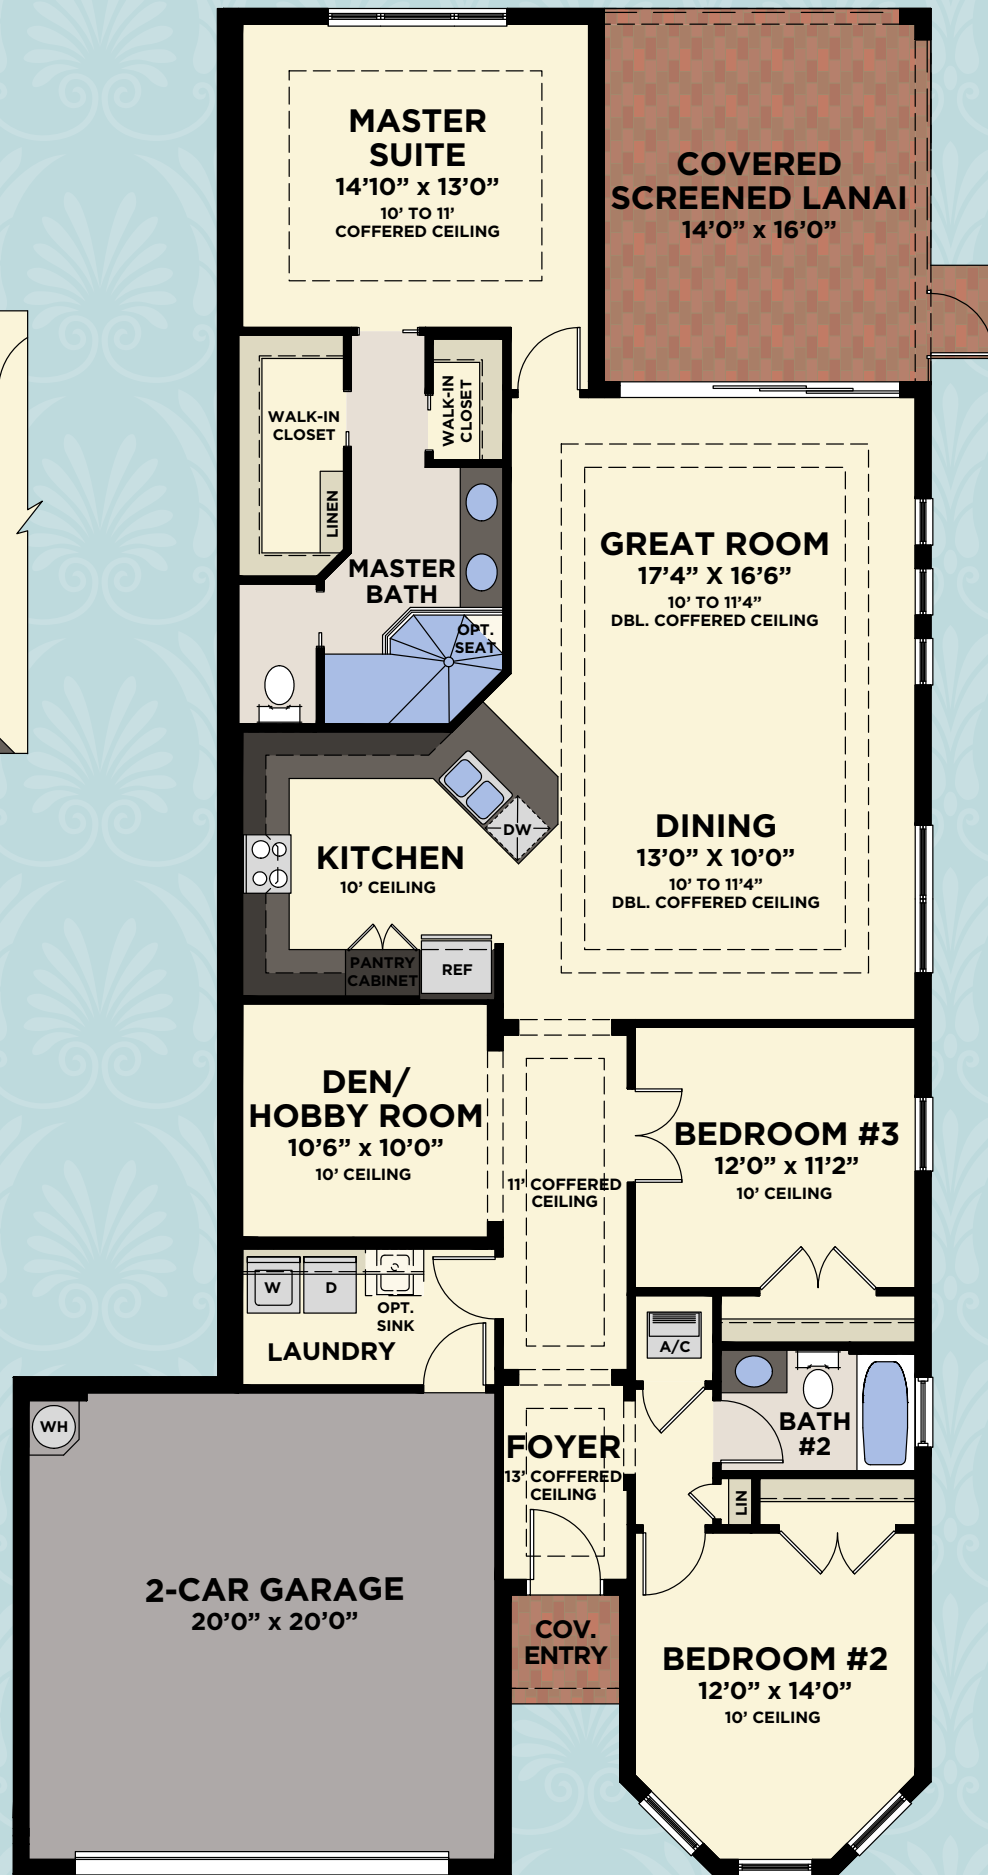 MASTER
SUITE
14’10” x 13’0”
10’ TO 11’
COFFERED CEILING
COVERED
SCREENED LANAI
14’0” x 16’0”
WALK-IN
CLOSET
WALK-IN
CLOSET
LINEN
MASTER
BATH
OPT.
SEAT
GREAT ROOM
17’4” X 16’6”
10’ TO 11’4”
DBL. COFFERED CEILING
DINING
13’0” X 10’0”
10’ TO 11’4”
DBL. COFFERED CEILING
DW
KITCHEN
10’ CEILING
PANTRY
CABINET
REF
DEN/
HOBBY ROOM
10’6” x 10’0”
10’ CEILING
11’ COFFERED
CEILING
BEDROOM #3
12’0” x 11’2”
10’ CEILING
W
D
OPT.
SINK
LAUNDRY
A/C
WH
FOYER
13’ COFFERED
CEILING
BATH
#2
LIN
2-CAR GARAGE
20’0” x 20’0”
COV.
ENTRY
BEDROOM #2
12’0” x 14’0”
10’ CEILING